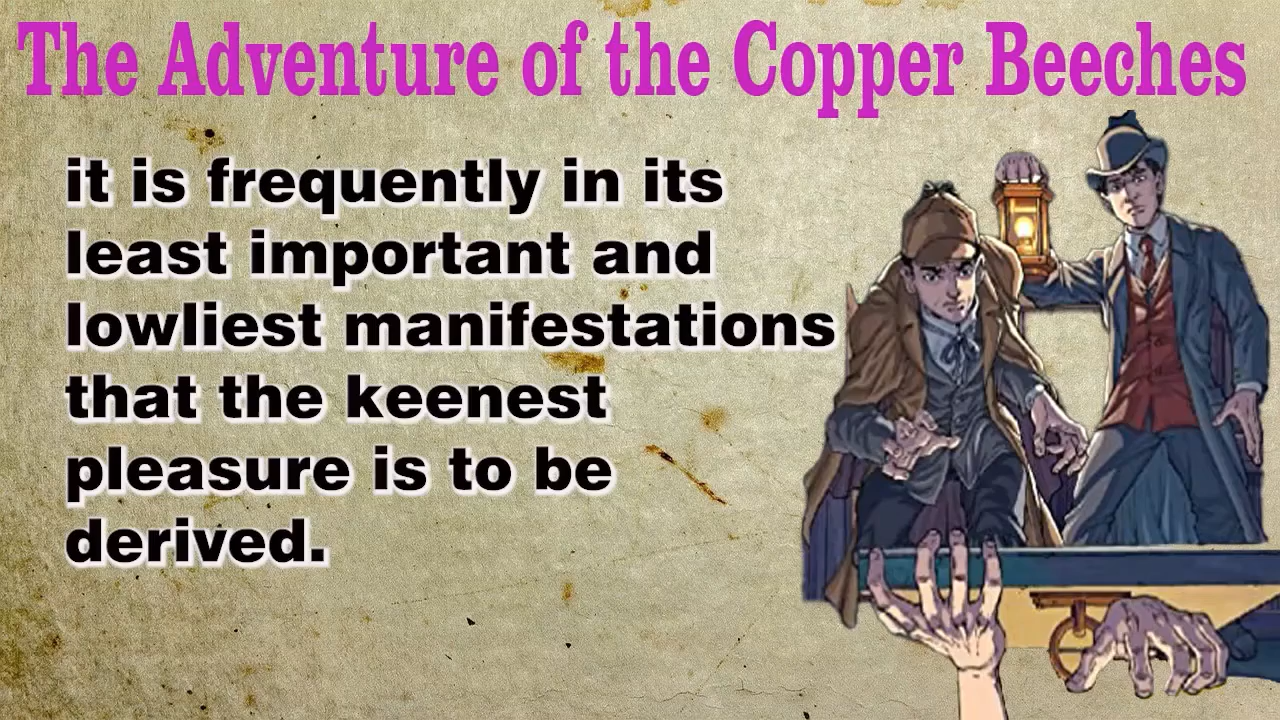 The Adventure of the Copper Beeches
it is frequently in its
least important and
lowliest manifestations
that the keenest
pleasure is to be
derived.